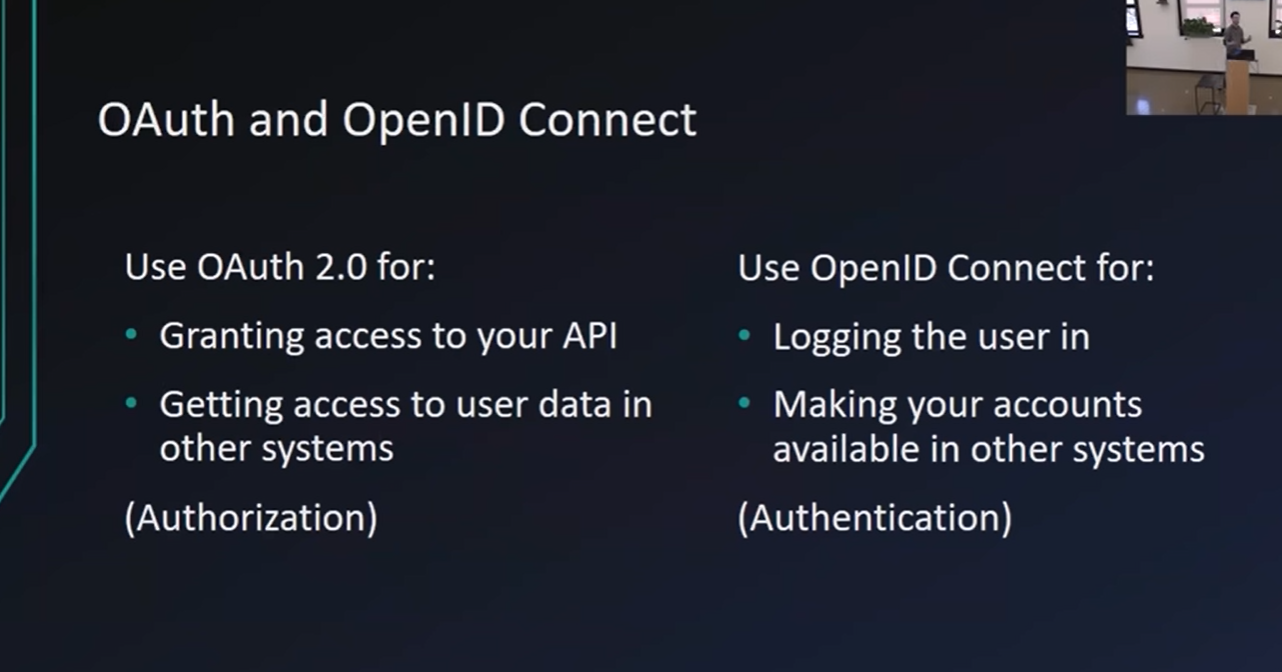 OAuth and OpenID Connect
Use OAuth 2.0 for:
• Granting access to your API
• Getting access to user data in
other systems
(Authorization)
Use OpenID Connect for:
• Logging the user in
• Making your accounts
available in other systems
(Authentication)